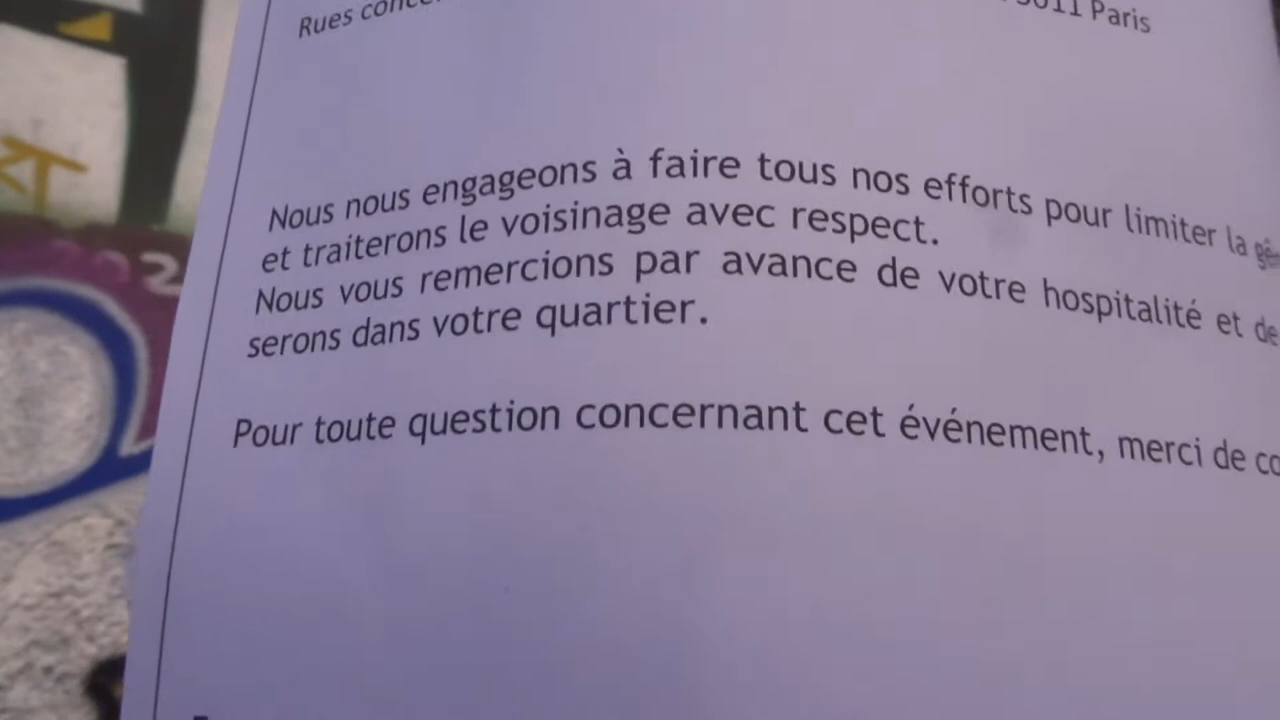 Rues
Paris
Nous nous engageons à faire tous nos efforts pour limiter la
et traiterons le voisinage avec respect.
Nous vous remercions par avance de votre hospitalité et de
serons dans votre quartier.
Pour toute question concernant cet événement, merci de